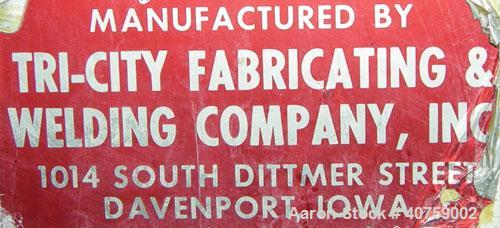 MANUFACTURED BY
TRI-CITY FABRICATING &
WELDING COMPANY, INC
1014 SOUTH DITTMER STREET
DAVENPORT, IOWA
Aaron Stock # 40759002